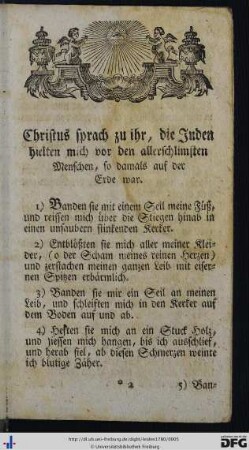 Christus sprach zu ihr, die Juden
hielten mich vor den allerschlimsten
Menschen, so damals auf der
Erde war.
1) Banden sie mit einem Seil meine Füß,
und reissen mich über die Stiegen hinab in
einen unsaubern stinkenden Kerker.
2) Entblößten sie mich aller meiner Klei-
der, (o der Scham meines reinen Herzen)
und zerstachen meinen ganzen Leib mit eiser-
nen Spitzen erbärmlich.
3) Banden sie mir ein Seil an meinen
Leib, und schleiften mich in den Kerker auf
dem Boden auf und ab.
4) Heften sie mich an ein Stuck Holz,
und liessen mich hangen, bis ich ausschlief,
und herab fiel, ab diesen Schmerzen weinte
ich blutige Zäher.
* 2 5) Ban-
© Universitätsbibliothek Freiburg